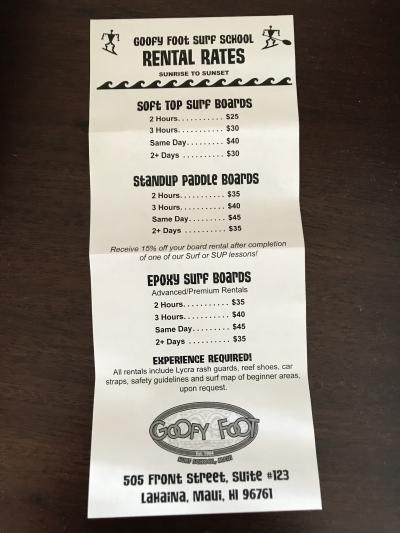 Goofy Foot Surf School
RENTAL RATES
SUNRISE TO SUNSET
Soft Top Surf Boards
2 Hours........... $25
3 Hours........... $30
Same Day......... $40
2+ Days .......... $30
Standup Paddle Boards
2 Hours........... $35
3 Hours........... $40
Same Day......... $45
2+ Days .......... $35
Receive 15% off your board rental after completion
of one of our Surf or SUP lessons!
Epoxy Surf Boards
Advanced/Premium Rentals
2 Hours........... $35
3 Hours........... $40
Same Day......... $45
2+ Days .......... $35
EXPERIENCE REQUIRED!
All rentals include Lycra rash guards, reef shoes, car
straps, safety guidelines and surf map of beginner areas,
upon request.
GOOFY FOOT
Est. 1994
SURF SCHOOL, MAUI
505 Front Street, Suite #123
Lahaina, Maui, HI 96761